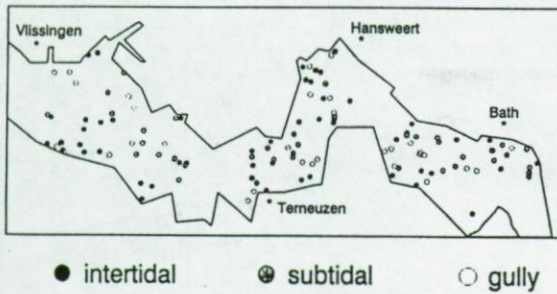 Vlissingen
Hansweert
Bath
Terneuzen
intertidal
subtidal
gully